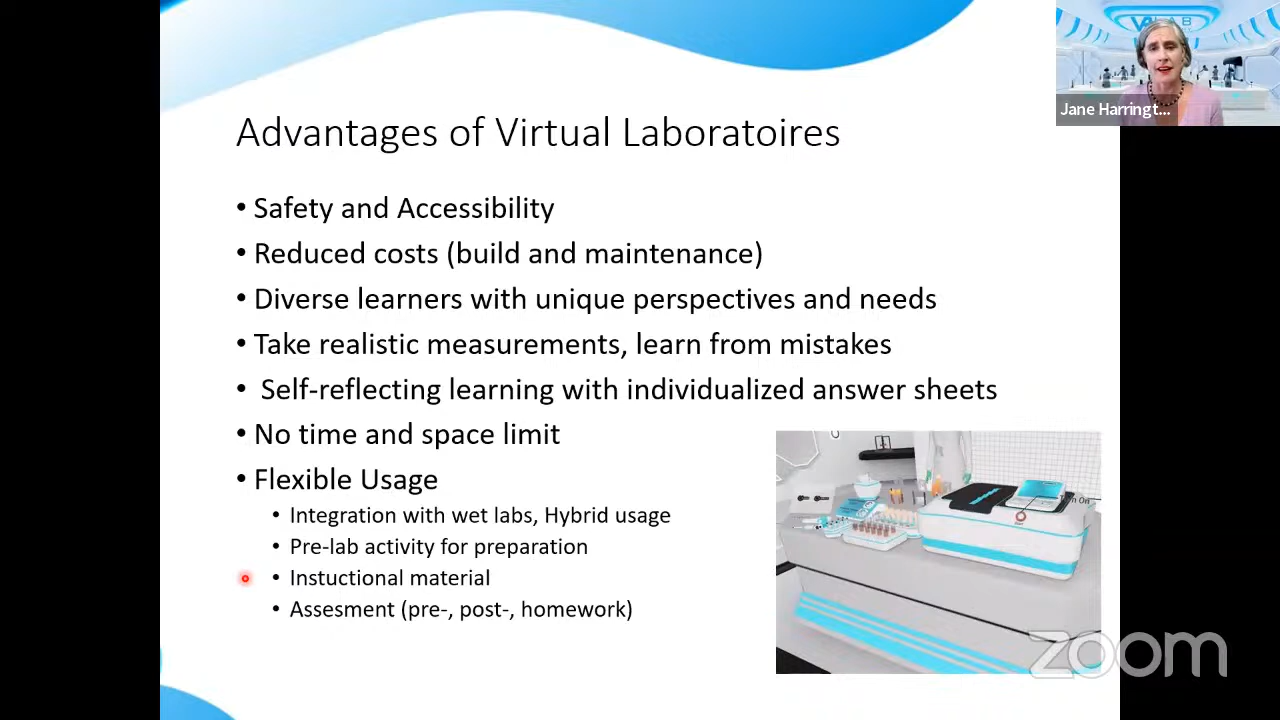 VRLAB
Jane Harringt...
Advantages of Virtual Laboratoires
• Safety and Accessibility
• Reduced costs (build and maintenance)
• Diverse learners with unique perspectives and needs
• Take realistic measurements, learn from mistakes
• Self-reflecting learning with individualized answer sheets
• No time and space limit
• Flexible Usage
• Integration with wet labs, Hybrid usage
• Pre-lab activity for preparation
• Instuctional material
• Assesment (pre-, post-, homework)
Turn On
zoom